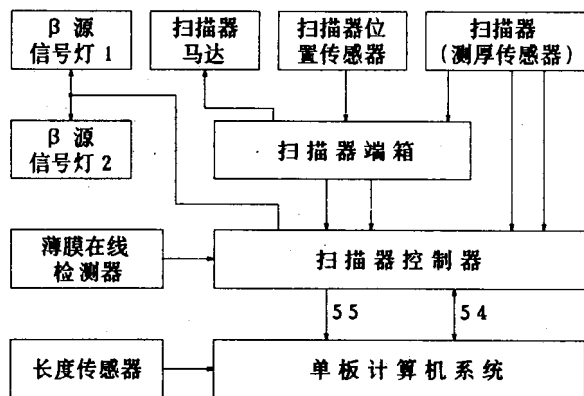 β 源
信号灯 1
扫描器
马达
扫描器位
置传感器
扫描器
(测厚传感器)
β 源
信号灯 2
扫描器端箱
薄膜在线
检测器
扫描器控制器
55
54
长度传感器
单板计算机系统